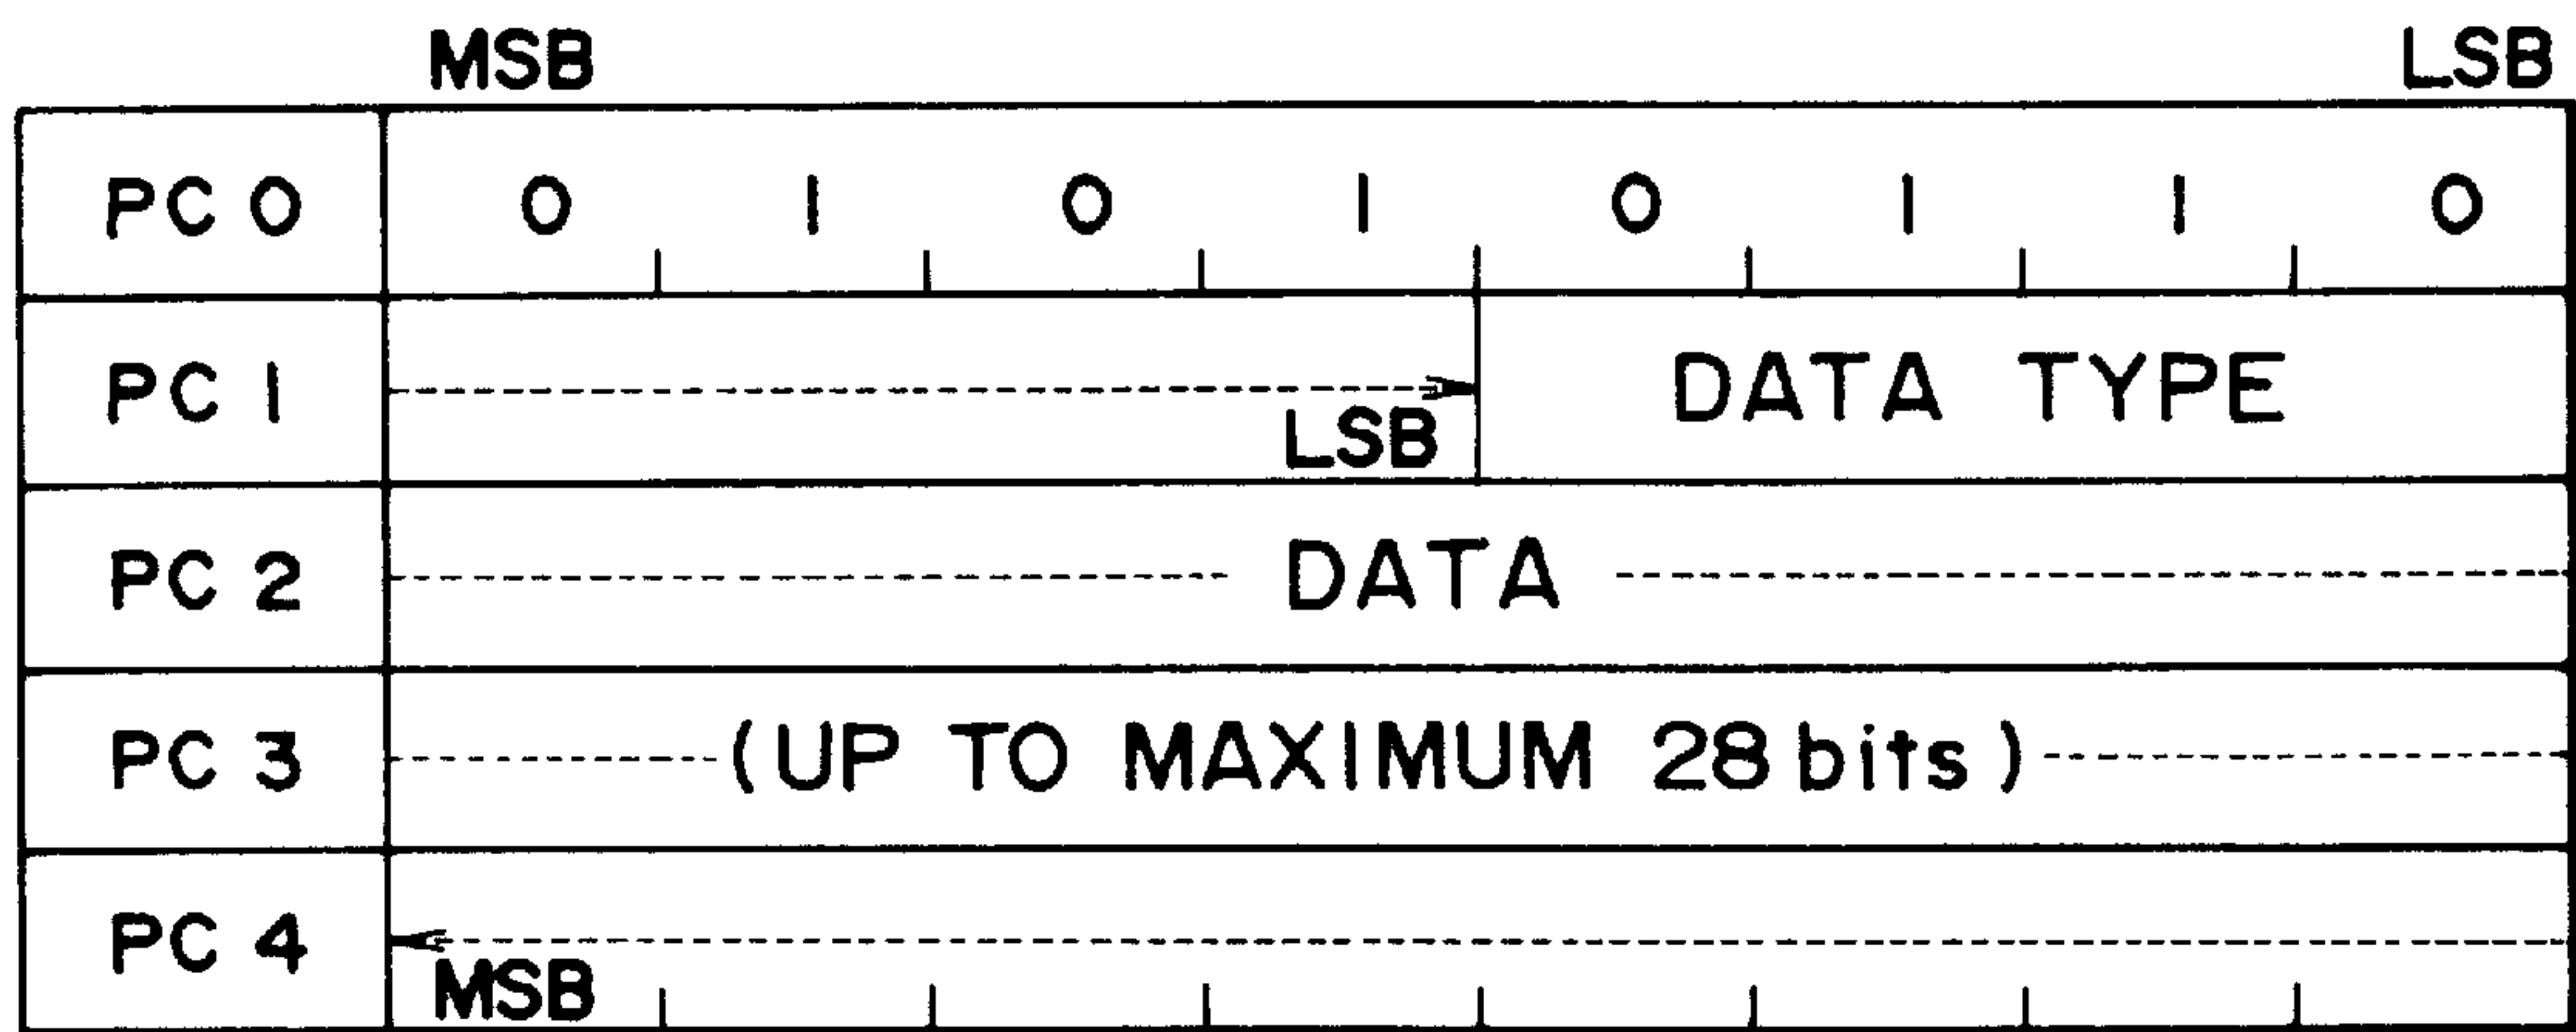 MSB LSB
PC 0 0 1 0 1 0 1 1 0
PC 1 DATA TYPE
LSB
PC 2 DATA
PC 3 (UP TO MAXIMUM 28 bits)
PC 4
MSB